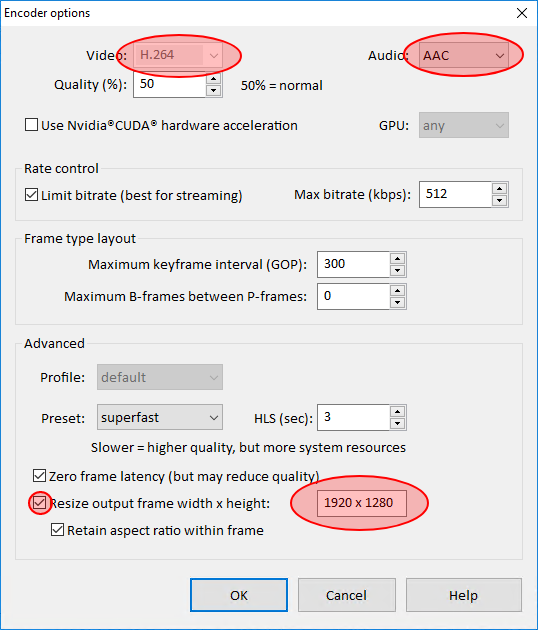 Encoder options
Video: H.264 Audio: AAC
Quality (%): 50 50% = normal
Use Nvidia®CUDA® hardware acceleration GPU: any
Rate control
Limit bitrate (best for streaming) Max bitrate (kbps): 512
Frame type layout
Maximum keyframe interval (GOP): 300
Maximum B-frames between P-frames: 0
Advanced
Profile: default
Preset: superfast HLS (sec): 3
Slower = higher quality, but more system resources
Zero frame latency (but may reduce quality)
Resize output frame width x height: 1920 x 1280
Retain aspect ratio within frame
OK Cancel Help